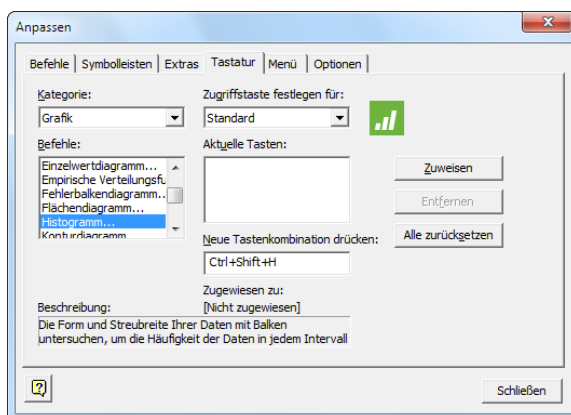 Anpassen
Befehle Symbolleisten Extras Tastatur Menü Optionen
Kategorie:
Grafik
Zugriffstaste festlegen für:
Standard
Befehle:
Einzelwertdiagramm...
Empirische Verteilungsfu
Fehlerbalkendiagramm...
Flächendiagramm...
Histogramm...
Konturdiagramm
Aktuelle Tasten:
Zuweisen
Entfernen
Alle zurücksetzen
Neue Tastenkombination drücken:
Ctrl+Shift+H
Zugewiesen zu:
[Nicht zugewiesen]
Beschreibung:
Die Form und Streubreite Ihrer Daten mit Balken
untersuchen, um die Häufigkeit der Daten in jedem Intervall
Schließen